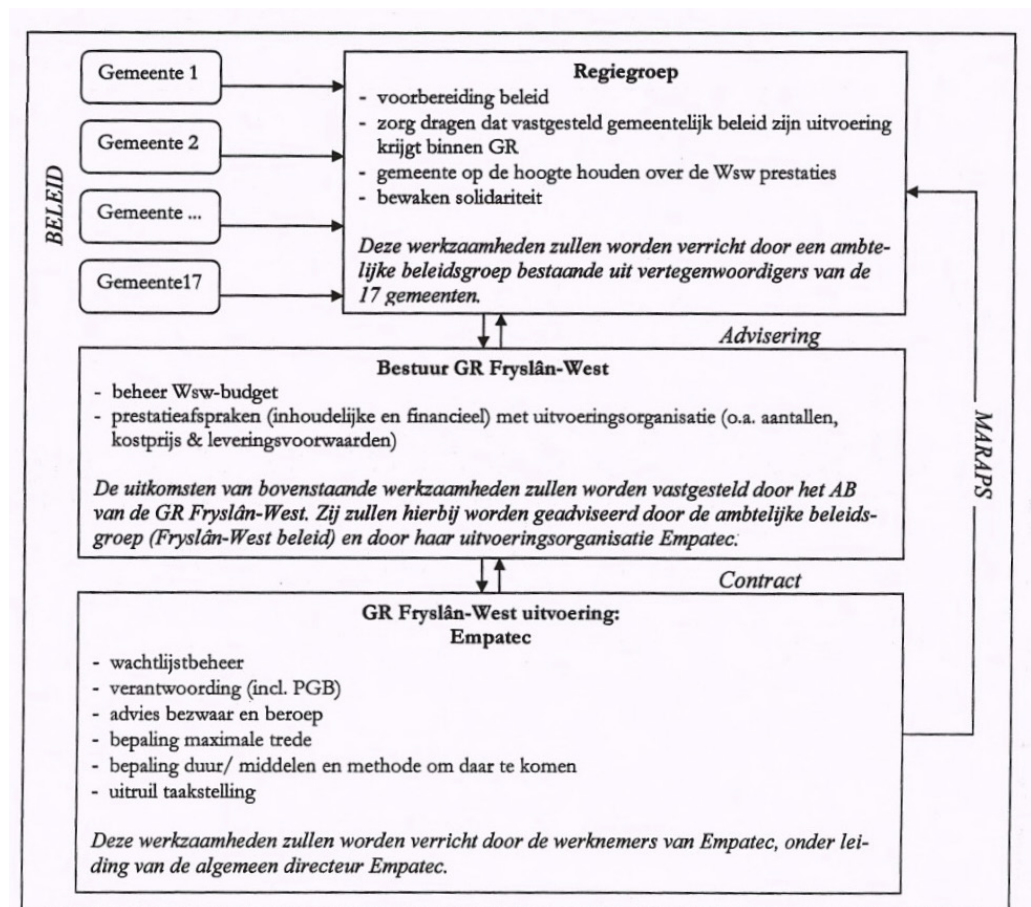 BELEID
Gemeente 1
Gemeente 2
Gemeente ...
Gemeente17
Regiegroep
- voorbereiding beleid
- zorg dragen dat vastgesteld gemeentelijk beleid zijn uitvoering
krijgt binnen GR
- gemeente op de hoogte houden over de Wsw prestaties
- bewaken solidariteit
Deze werkzaamheden zullen worden verricht door een ambte-
lijke beleidsgroep bestaande uit vertegenwoordigers van de
17 gemeenten.
Advisering
Bestuur GR Fryslân-West
- beheer Wsw-budget
- prestatieafspraken (inhoudelijke en financieel) met uitvoeringsorganisatie (o.a. aantallen,
kostprijs & leveringsvoorwaarden)
De uitkomsten van bovenstaande werkzaamheden zullen worden vastgesteld door het AB
van de GR Fryslân-West. Zij zullen hierbij worden geadviseerd door de ambtelijke beleids-
groep (Fryslân-West beleid) en door haar uitvoeringsorganisatie Empatec.
Contract
MARAPS
GR Fryslân-West uitvoering:
Empatec
- wachtlijstbeheer
- verantwoording (incl. PGB)
- advies bezwaar en beroep
- bepaling maximale trede
- bepaling duur/ middelen en methode om daar te komen
- uitruil taakstelling
Deze werkzaamheden zullen worden verricht door de werknemers van Empatec, onder lei-
ding van de algemeen directeur Empatec.